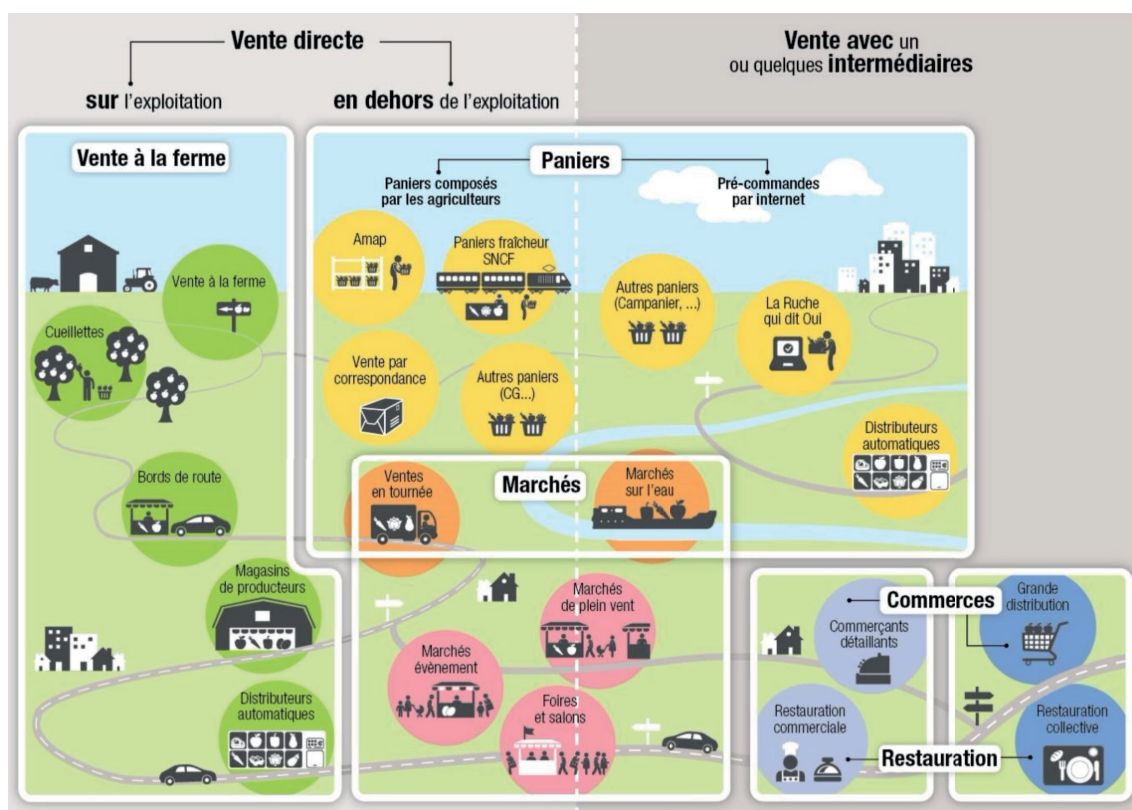 Vente directe
sur l'exploitation
en dehors de l'exploitation
Vente avec un
ou quelques intermédiaires
Vente à la ferme
Vente à la ferme
Cueillettes
Bords de route
Magasins
de producteurs
Distributeurs
automatiques
Paniers
Paniers composés
par les agriculteurs
Pré-commandes
par internet
Amap
Paniers fraîcheur
SNCF
Autres paniers
(Campanier, ...)
La Ruche
qui dit Oui
Vente par
correspondance
Autres paniers
(CG...)
Distributeurs
automatiques
Marchés
Ventes
en tournée
Marchés
sur l'eau
Marchés
de plein vent
Marchés
évènement
Foires
et salons
Commerces
Commerçants
détaillants
Grande
distribution
Restauration
commerciale
Restauration
collective
Restauration